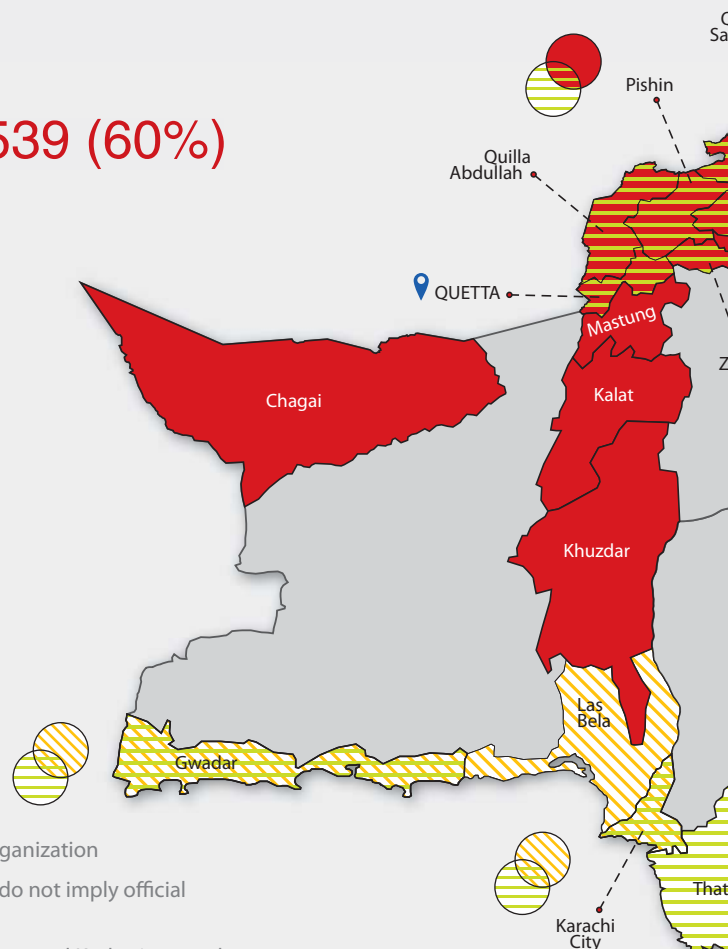 Q
Sa
Pishin
539 (60%)
Quilla
Abdullah
QUETTA
Mastung
Z
Chagai
Kalat
Khuzdar
Las
Bela
Gwadar
ganization
do not imply official
That
Karachi
City